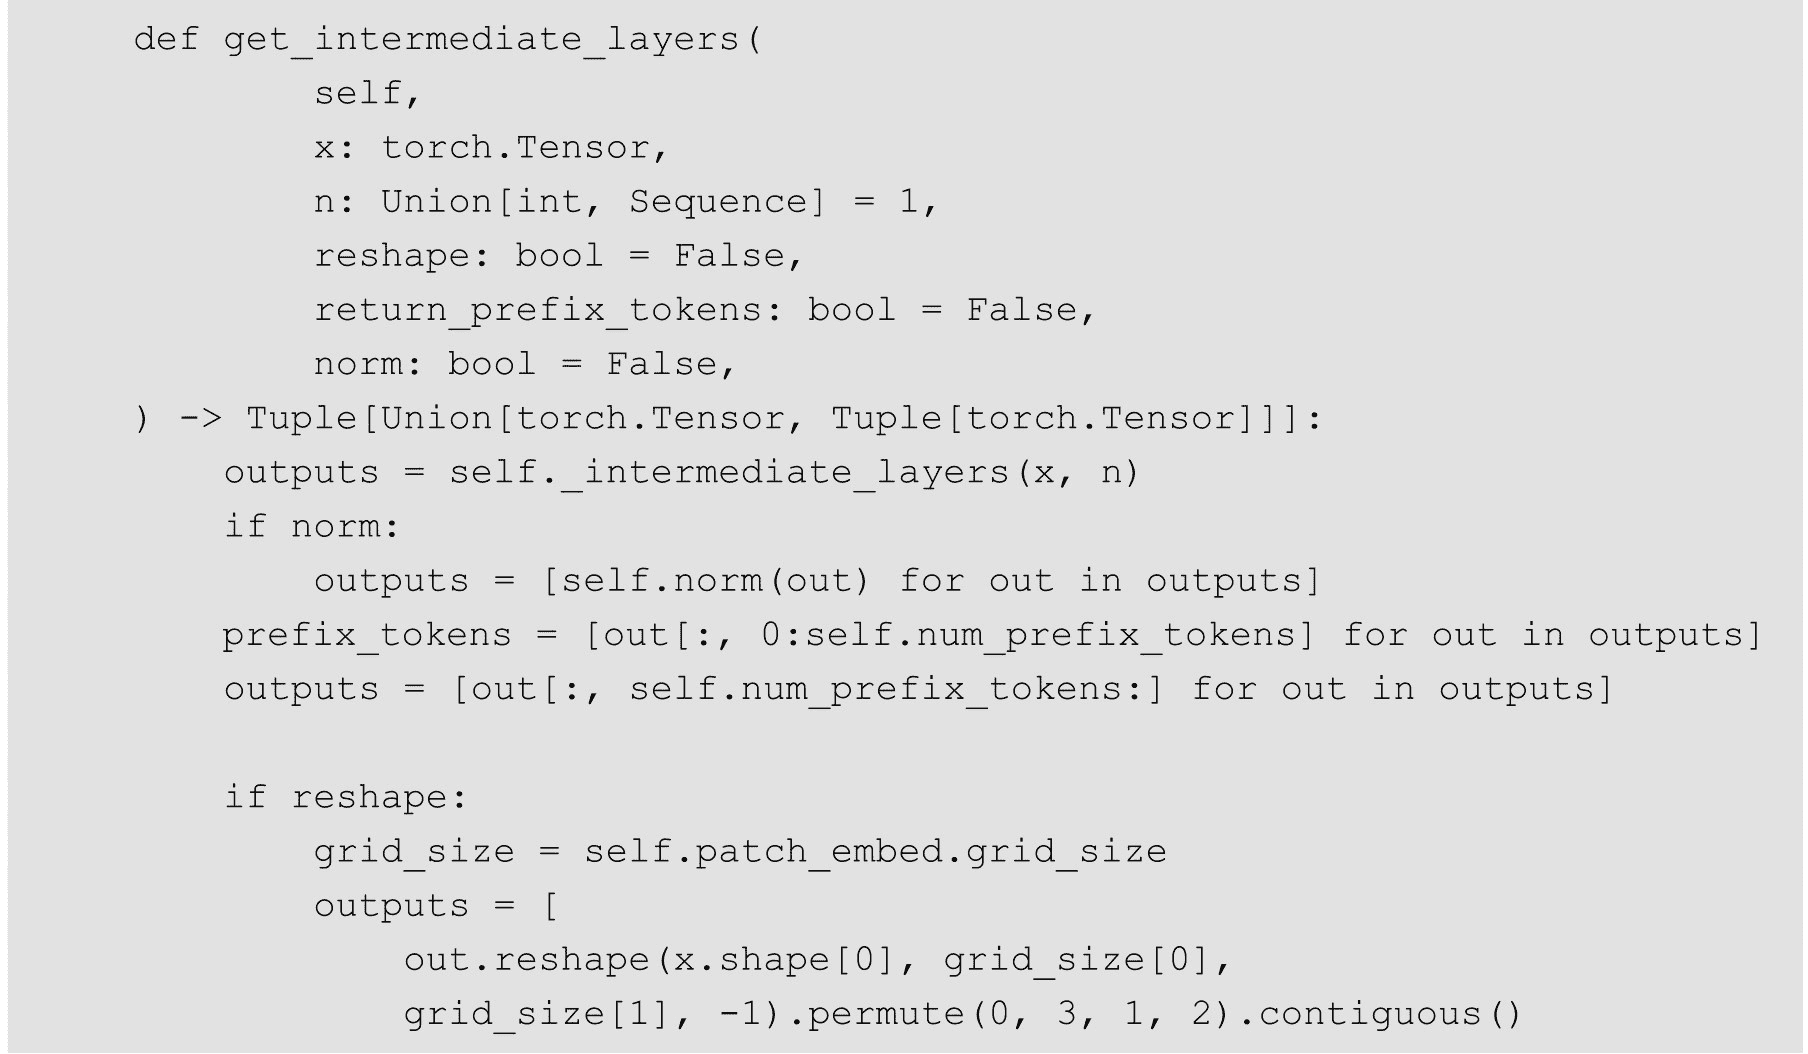 def get_intermediate_layers(
        self,
        x: torch.Tensor,
        n: Union[int, Sequence] = 1,
        reshape: bool = False,
        return_prefix_tokens: bool = False,
        norm: bool = False,
) -> Tuple[Union[torch.Tensor, Tuple[torch.Tensor]]]:
    outputs = self._intermediate_layers(x, n)
    if norm:
        outputs = [self.norm(out) for out in outputs]
    prefix_tokens = [out[:, 0:self.num_prefix_tokens] for out in outputs]
    outputs = [out[:, self.num_prefix_tokens:] for out in outputs]

    if reshape:
        grid_size = self.patch_embed.grid_size
        outputs = [
            out.reshape(x.shape[0], grid_size[0],
            grid_size[1], -1).permute(0, 3, 1, 2).contiguous()